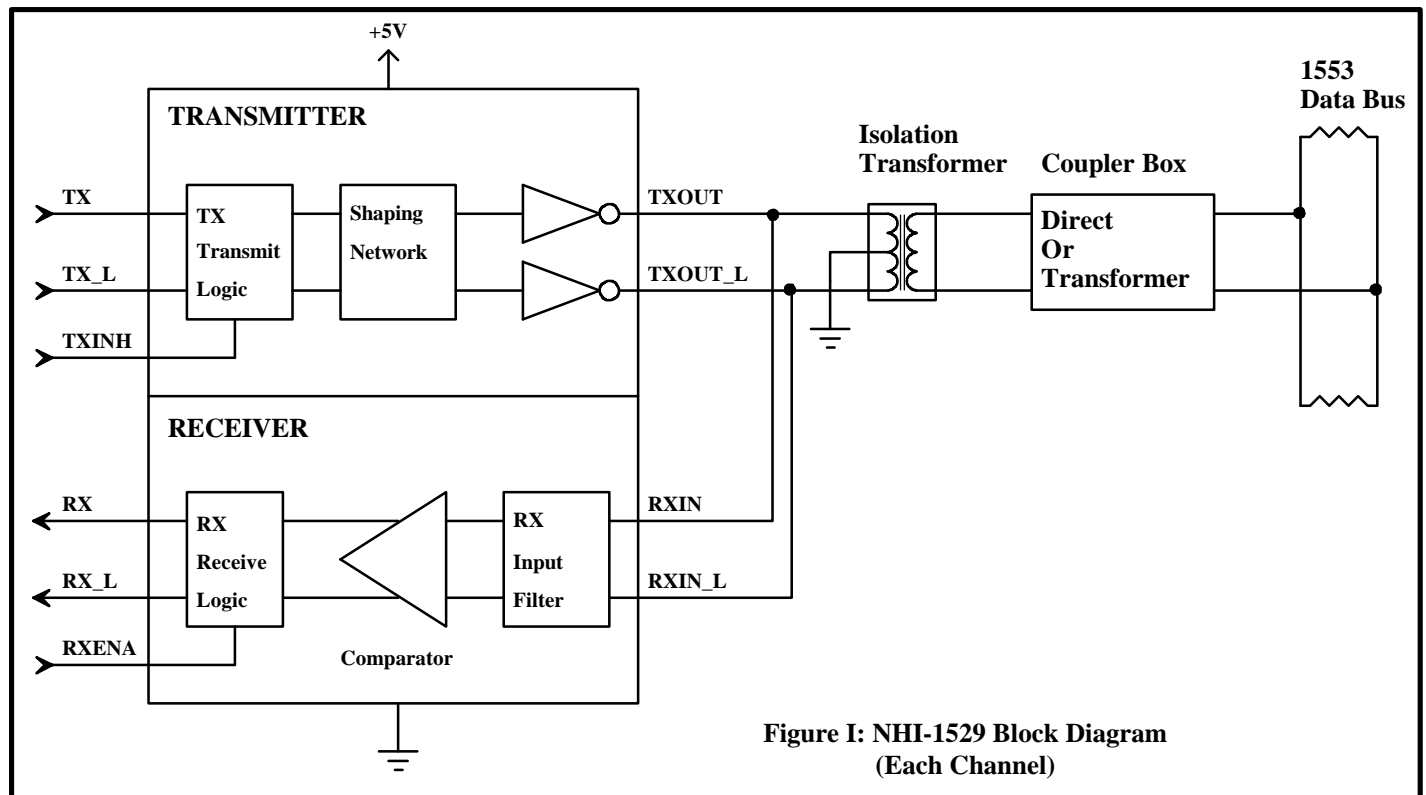 +5V
TRANSMITTER
TX
TX_L
TXINH
TX
Transmit
Logic
Shaping
Network
TXOUT
TXOUT_L
Isolation
Transformer
Coupler Box
Direct
Or
Transformer
1553
Data Bus
RECEIVER
RX
RX_L
RXENA
RX
Receive
Logic
Comparator
RX
Input
Filter
RXIN
RXIN_L
Figure I: NHI-1529 Block Diagram
(Each Channel)